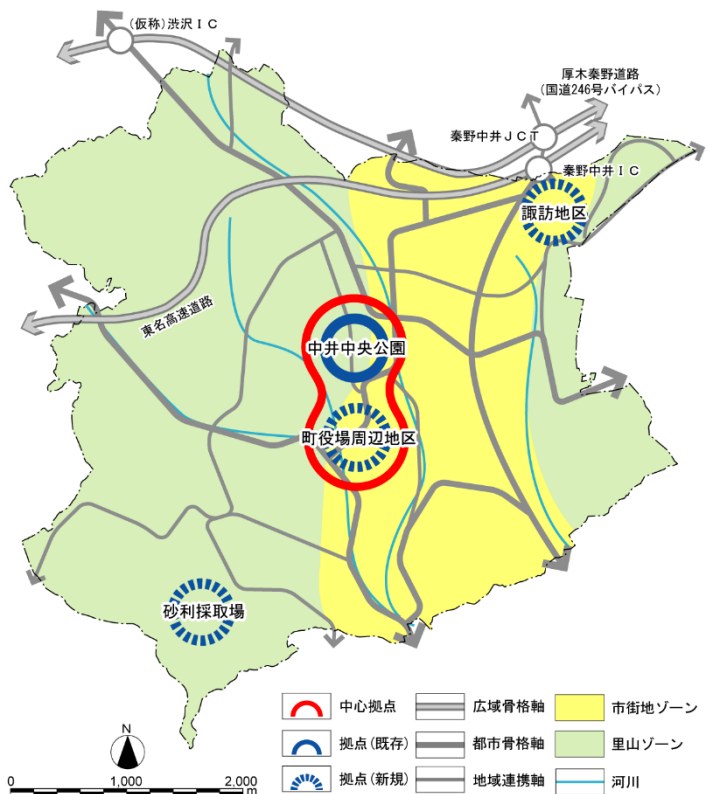 (仮称)渋沢IC
厚木秦野道路
(国道246号バイパス)
秦野中井JCT
秦野中井IC
諏訪地区
東名高速道路
中井中央公園
町役場周辺地区
砂利採取場
中心拠点
広域骨格軸
市街地ゾーン
拠点(既存)
都市骨格軸
里山ゾーン
拠点(新規)
地域連携軸
河川
N
0 1,000 2,000
m